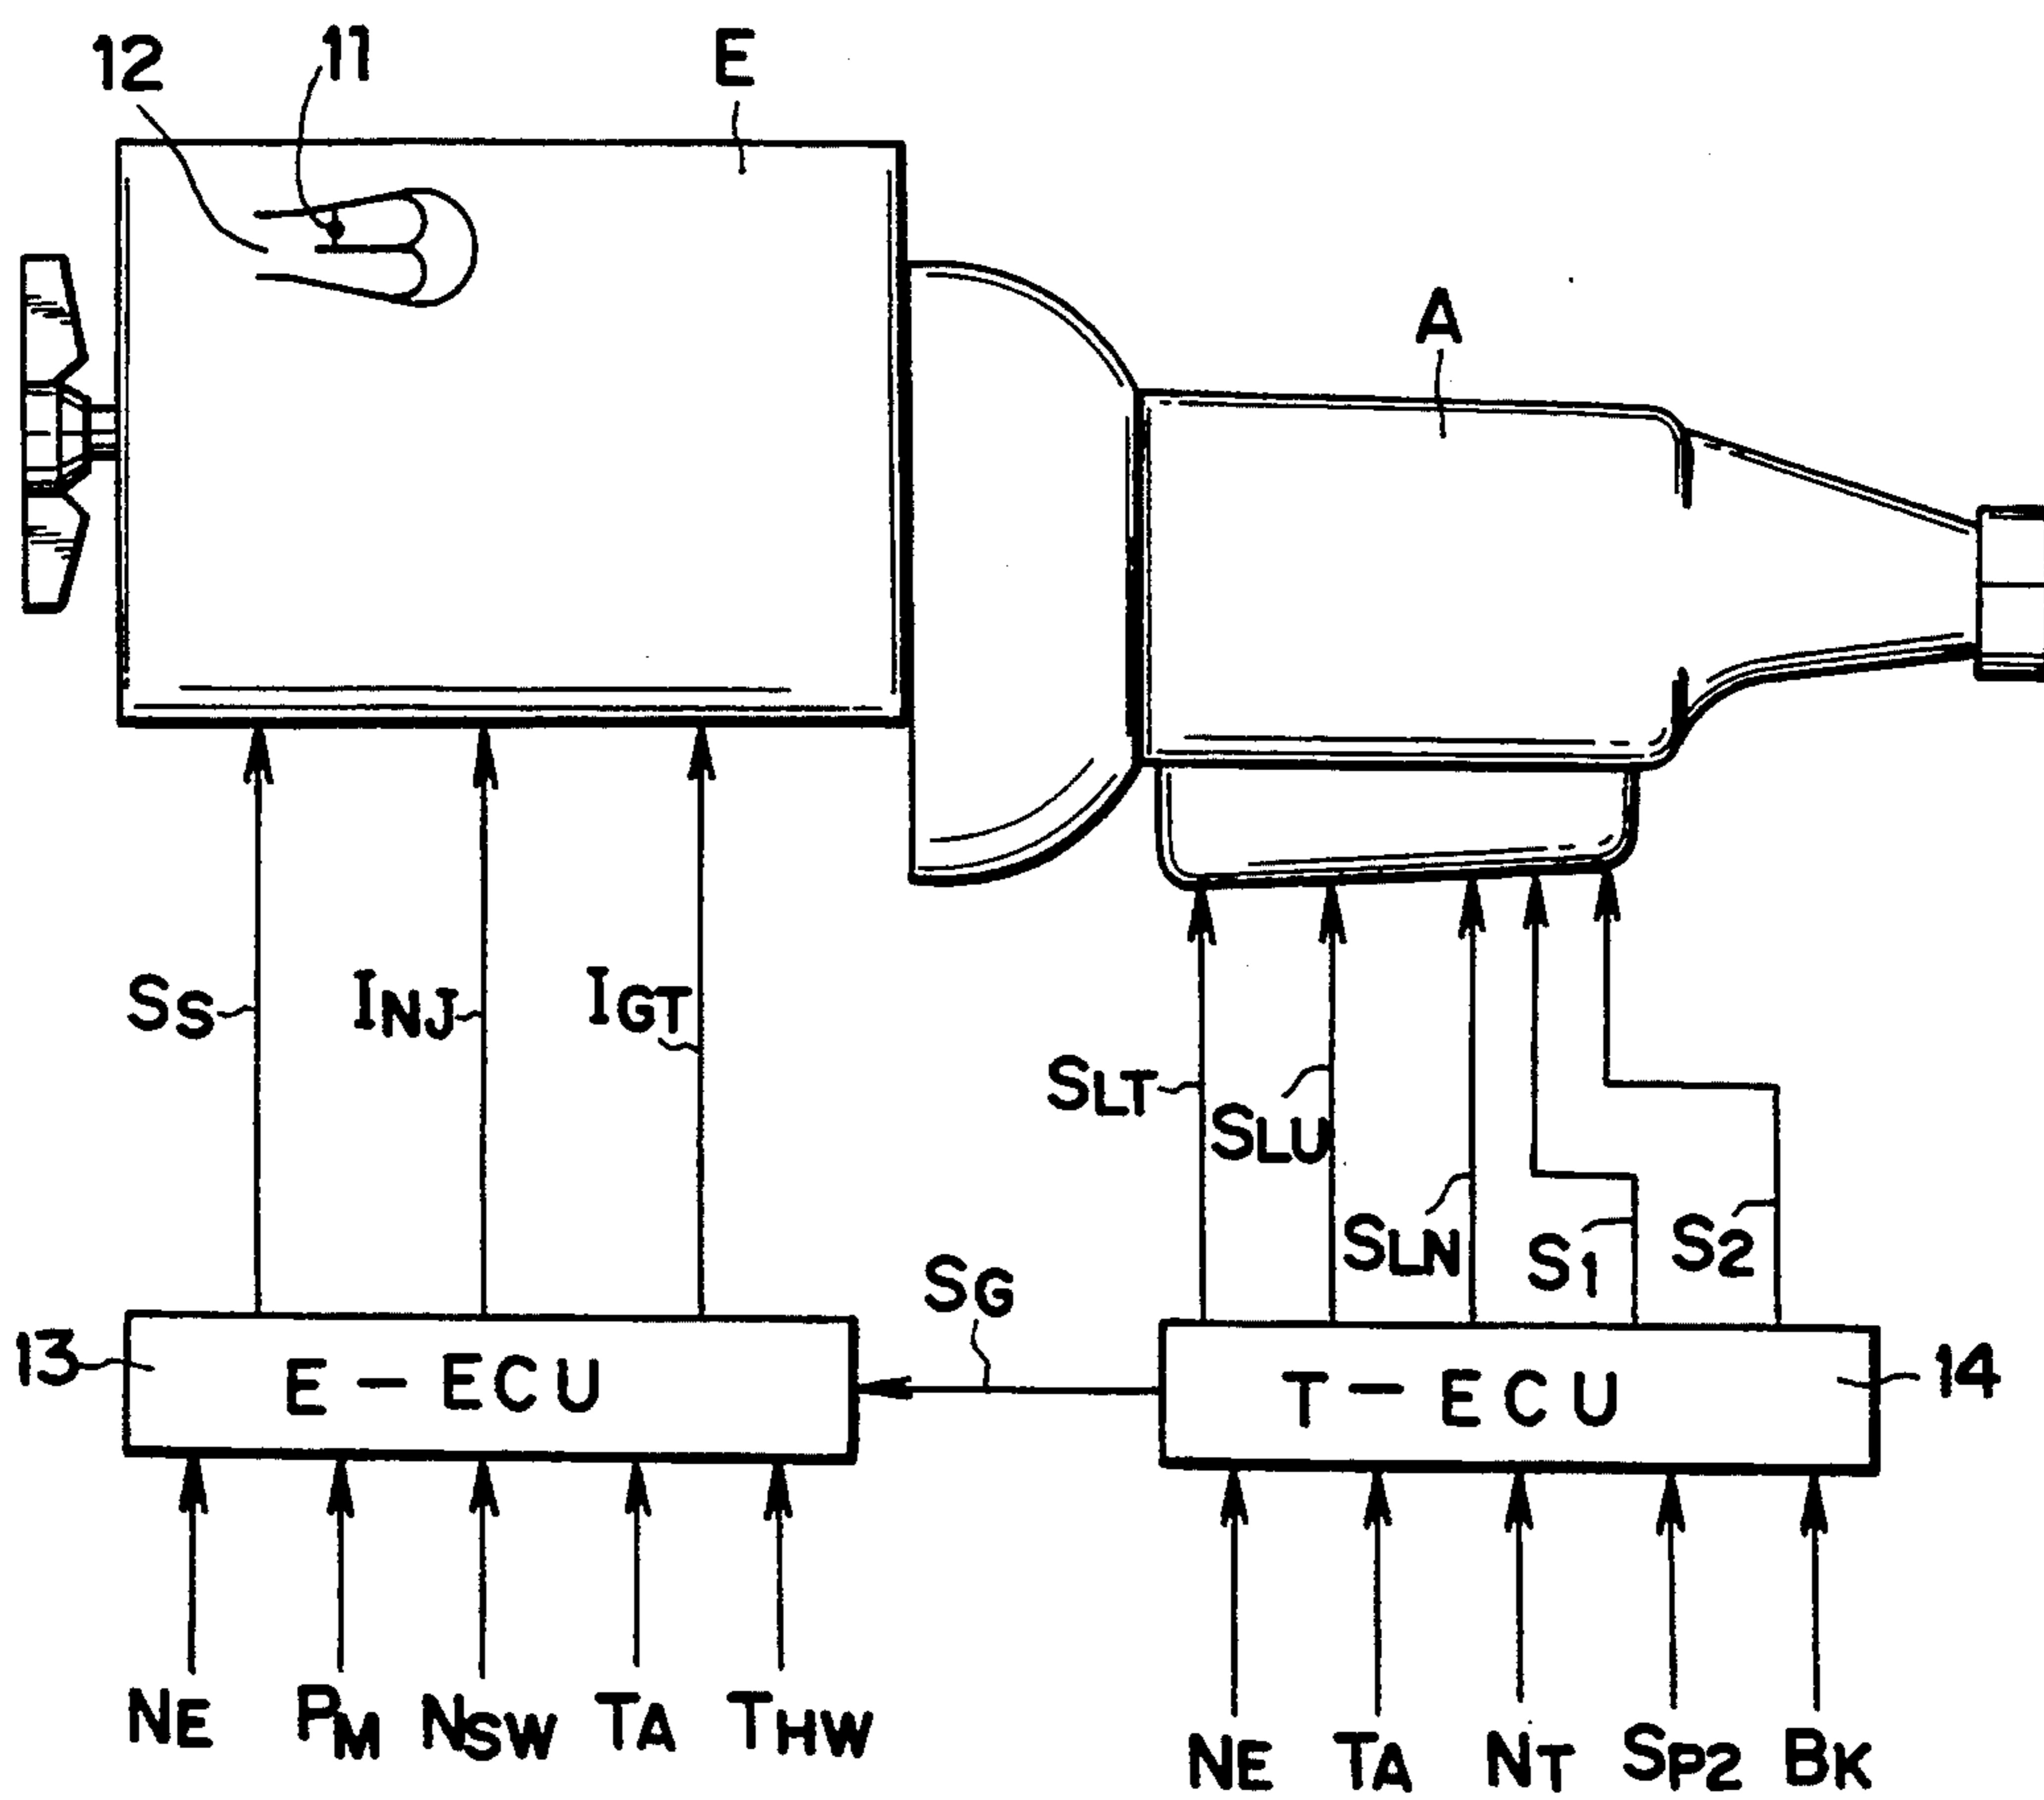 12
11
E
A
SS
INJ
IGT
SLT
SLU
SLN
S1
S2
SG
13
E-ECU
T-ECU
14
NE
PM
NSW
TA
THW
NE
TA
NT
SP2
BK